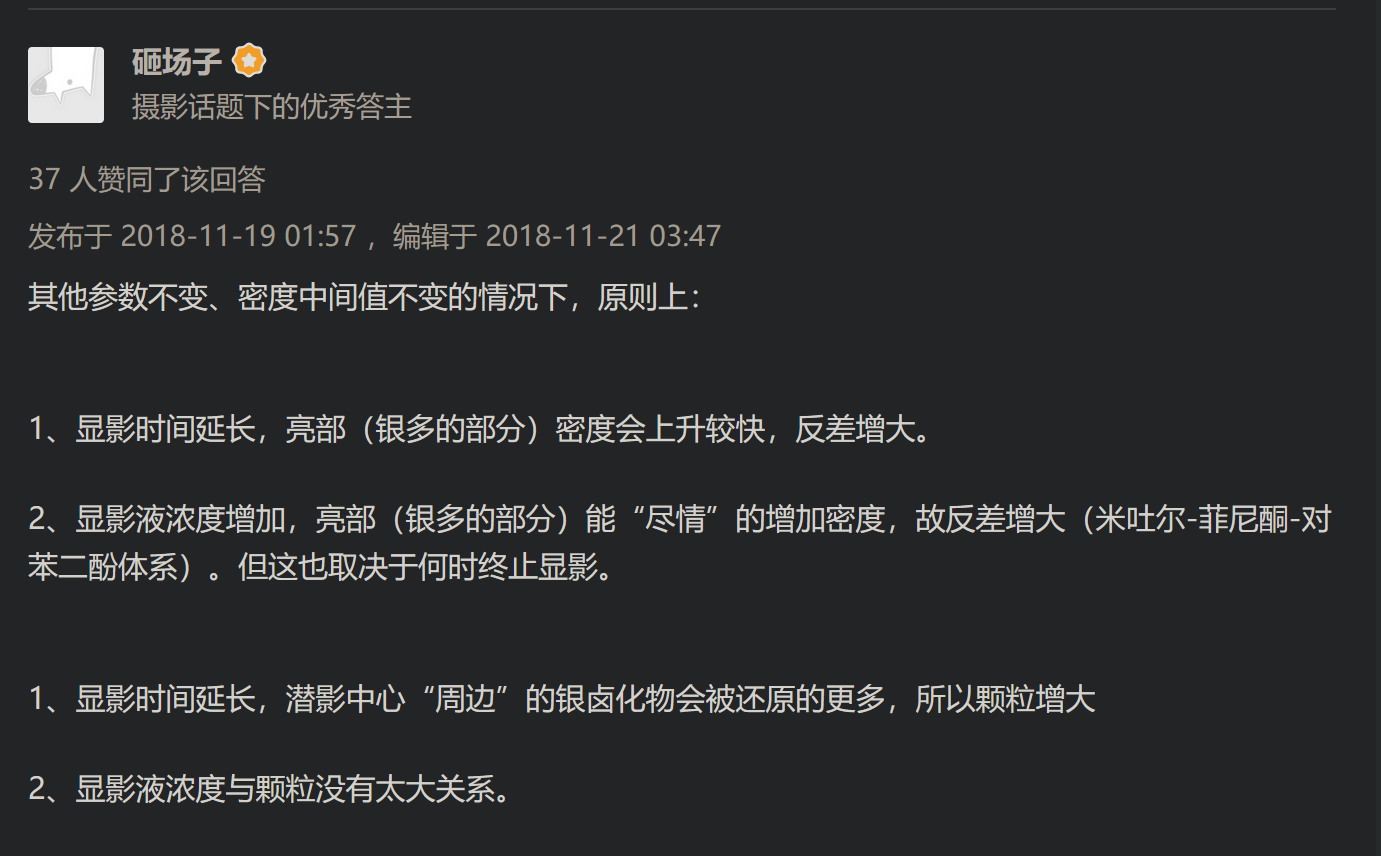 砸场子
摄影话题下的优秀答主
37 人赞同了该回答
发布于 2018-11-19 01:57 ，编辑于 2018-11-21 03:47
其他参数不变、密度中间值不变的情况下，原则上：
1、显影时间延长，亮部（银多的部分）密度会上升较快，反差增大。
2、显影液浓度增加，亮部（银多的部分）能“尽情”的增加密度，故反差增大（米吐尔-菲尼酮-对
苯二酚体系）。但这也取决于何时终止显影。
1、显影时间延长，潜影中心“周边”的银卤化物会被还原的更多，所以颗粒增大
2、显影液浓度与颗粒没有太大关系。